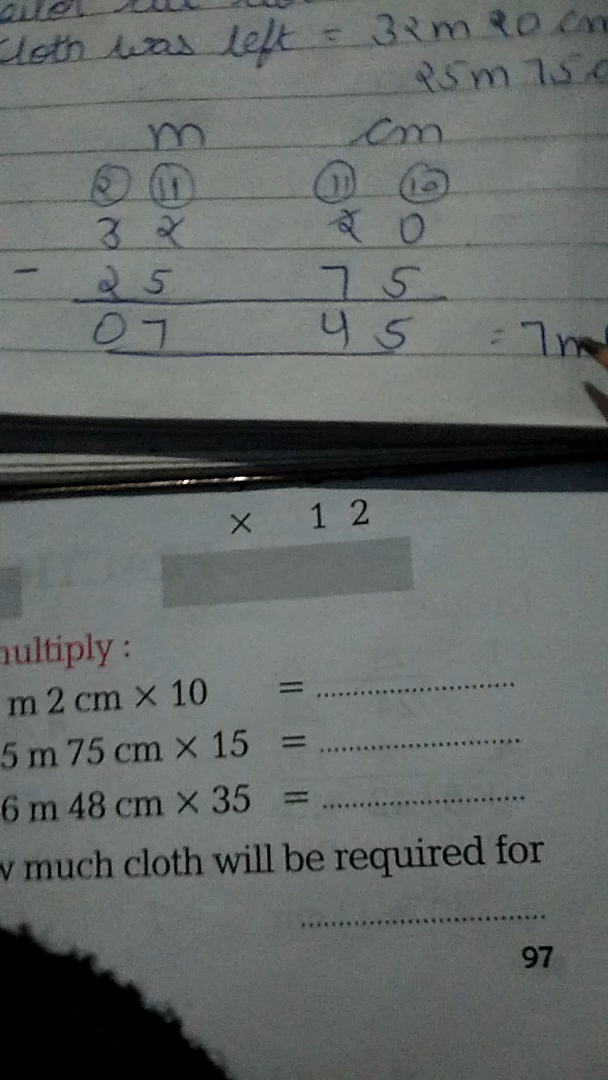 cloth was left = 32m 20 cm
25m 75
m cm
2 11 11 10
3 2 2 0
- 2 5 7 5
0 7 4 5 = 7m
× 1 2
multiply :
m 2 cm × 10 = ....................
5 m 75 cm × 15 = ....................
6 m 48 cm × 35 = ....................
much cloth will be required for
....................
97